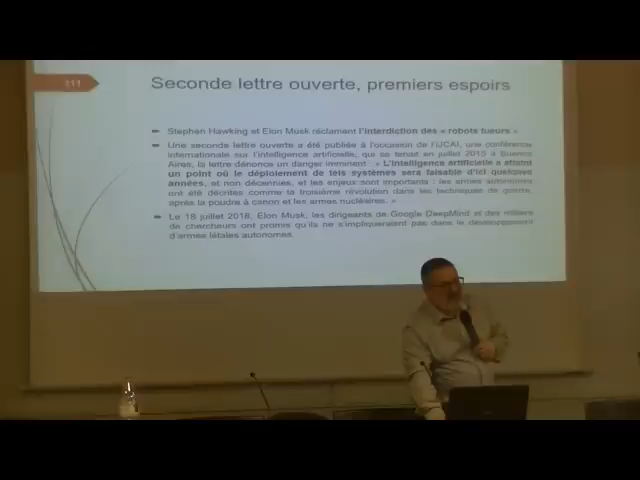 111
Seconde lettre ouverte, premiers espoirs
Stephen Hawking et Elon Musk réclament l'interdiction des « robots tueurs »
Une seconde lettre ouverte a été publiée à l'occasion de l'IJCAI, une conférence
internationale sur l'intelligence artificielle, qui se tenait en juillet 2015 à Buenos
Aires, la lettre dénonce un danger imminent : « L'intelligence artificielle a atteint
un point où le déploiement de tels systèmes sera faisable d'ici quelques
années, et non décennies, et les enjeux sont importants : les armes autonomes
ont été décrites comme la troisième révolution dans les techniques de guerre,
après la poudre à canon et les armes nucléaires. »
Le 18 juillet 2018, Elon Musk, les dirigeants de Google DeepMind et des milliers
de chercheurs ont promis qu'ils ne s'impliqueraient pas dans le développement
d'armes létales autonomes.